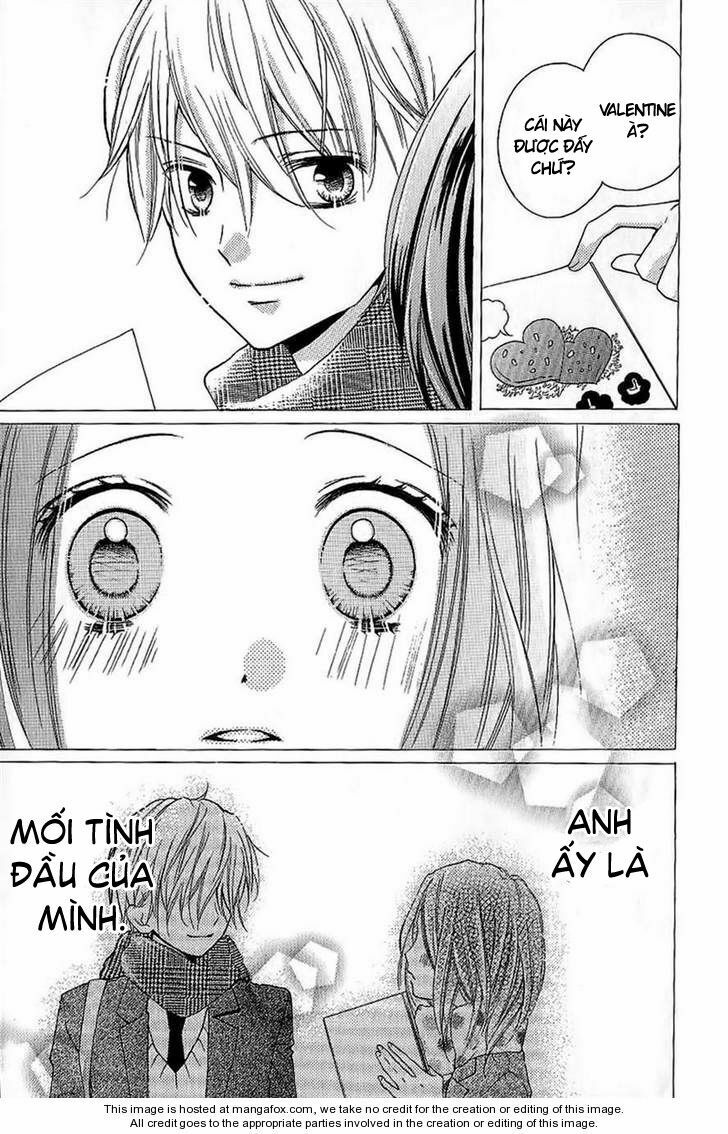 VALENTINE
À?
CÁI NÀY
ĐƯỢC ĐẤY
CHỨ?
ANH
ẤY LÀ
MỐI TÌNH
ĐẦU CỦA
MÌNH.
This image is hosted at mangafox.com, we take no credit for the creation or editing of this image.
All credit goes to the appropriate parties involved in the creation or editing of this image.